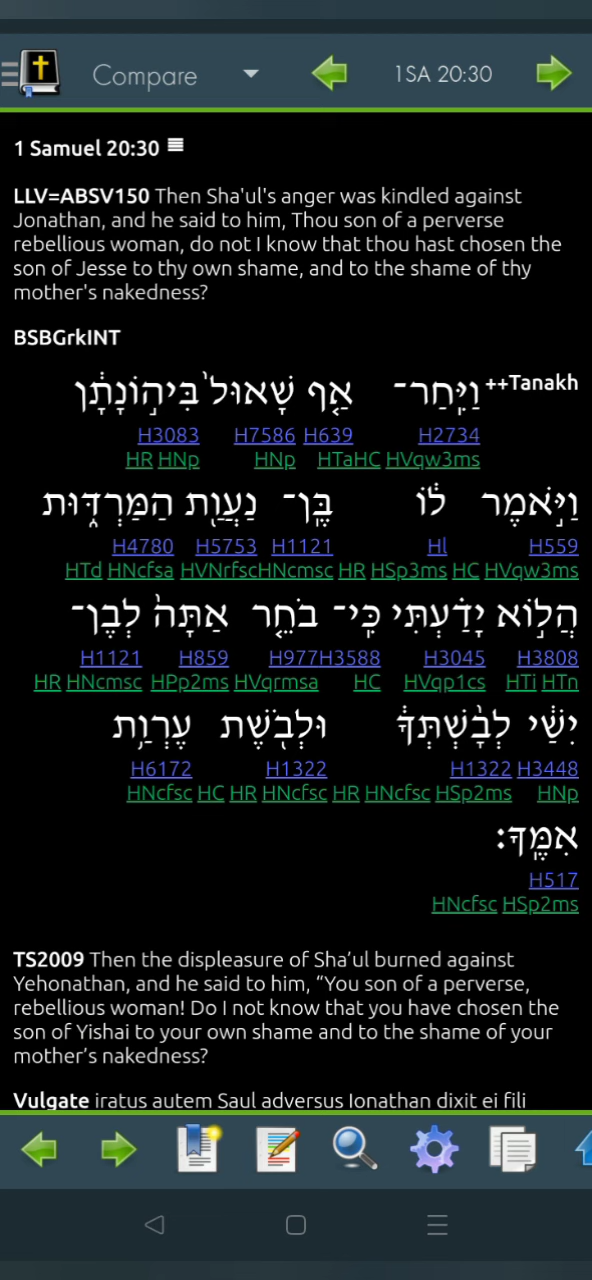 Compare
1SA 20:30
1 Samuel 20:30
LLV=ABSV150 Then Sha'ul's anger was kindled against
Jonathan, and he said to him, Thou son of a perverse
rebellious woman, do not I know that thou hast chosen the
son of Jesse to thy own shame, and to the shame of thy
mother's nakedness?
BSBGrkINT
++Tanakh וַיִּֽחַר־ אַ֤ף שָׁאוּל֙ בִּיה֣וֹנָתָ֔ן
H3083 H7586 H639 H2734
HR HNp HNp HTaHC HVqw3ms
וַיֹּ֣אמֶר ל֔וֹ בֶּֽן־ נַעֲוַ֖ת הַמַּרְדּ֑וּת
H4780 H5753 H1121 Hl H559
HTd HNcfsa HVNrfscHNcmsc HR HSp3ms HC HVqw3ms
הֲל֣וֹא יָדַ֗עְתִּי כִּֽי־ בֹחֵ֤ר אַתָּה֙ לְבֶן־
H1121 H859 H977H3588 H3045 H3808
HR HNcmsc HPp2ms HVqrmsa HC HVqp1cs HTi HTn
יִשַׁ֔י לְבָ֨שְׁתְּךָ֔ וּלְבֹ֖שֶׁת עֶרְוַ֥ת
H6172 H1322 H1322 H3448
HNcfsc HC HR HNcfsc HR HNcfsc HSp2ms HNp
אִמֶּֽךָ׃
H517
HNcfsc HSp2ms
TS2009 Then the displeasure of Sha’ul burned against
Yehonathan, and he said to him, “You son of a perverse,
rebellious woman! Do I not know that you have chosen the
son of Yishai to your own shame and to the shame of your
mother’s nakedness?
Vulgate iratus autem Saul adversus Ionathan dixit ei fili